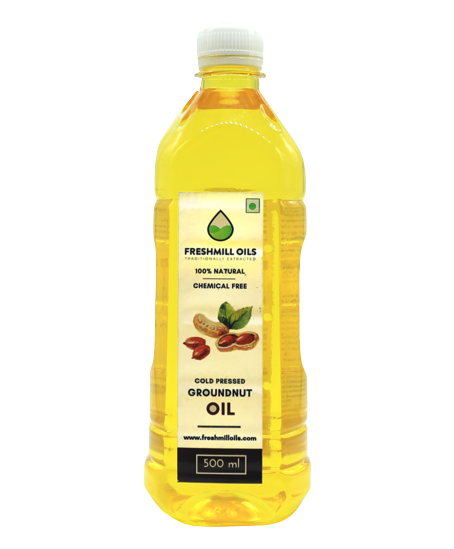 FRESHMILL OILS
TRADITIONALLY EXTRACTED
100% NATURAL
CHEMICAL FREE
COLD PRESSED
GROUNDNUT
OIL
www.freshmilloils.com
500 ml